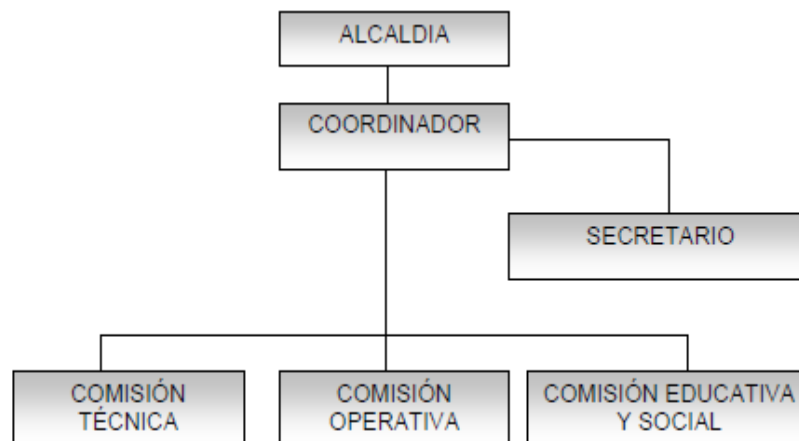 ALCALDIA
COORDINADOR
SECRETARIO
COMISIÓN
TÉCNICA
COMISIÓN
OPERATIVA
COMISIÓN EDUCATIVA
Y SOCIAL